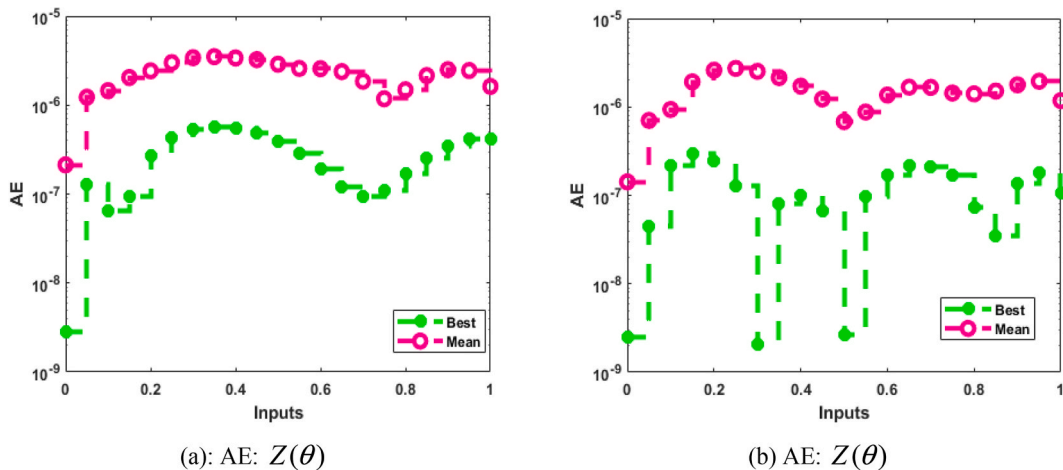 10^-5
10^-6
10^-7
10^-8
10^-9
AE
0 0.2 0.4 0.6 0.8 1
Inputs
Best
Mean
(a): AE: Z(θ)
10^-5
10^-6
10^-7
10^-8
10^-9
AE
0 0.2 0.4 0.6 0.8 1
Inputs
Best
Mean
(b) AE: Z(θ)